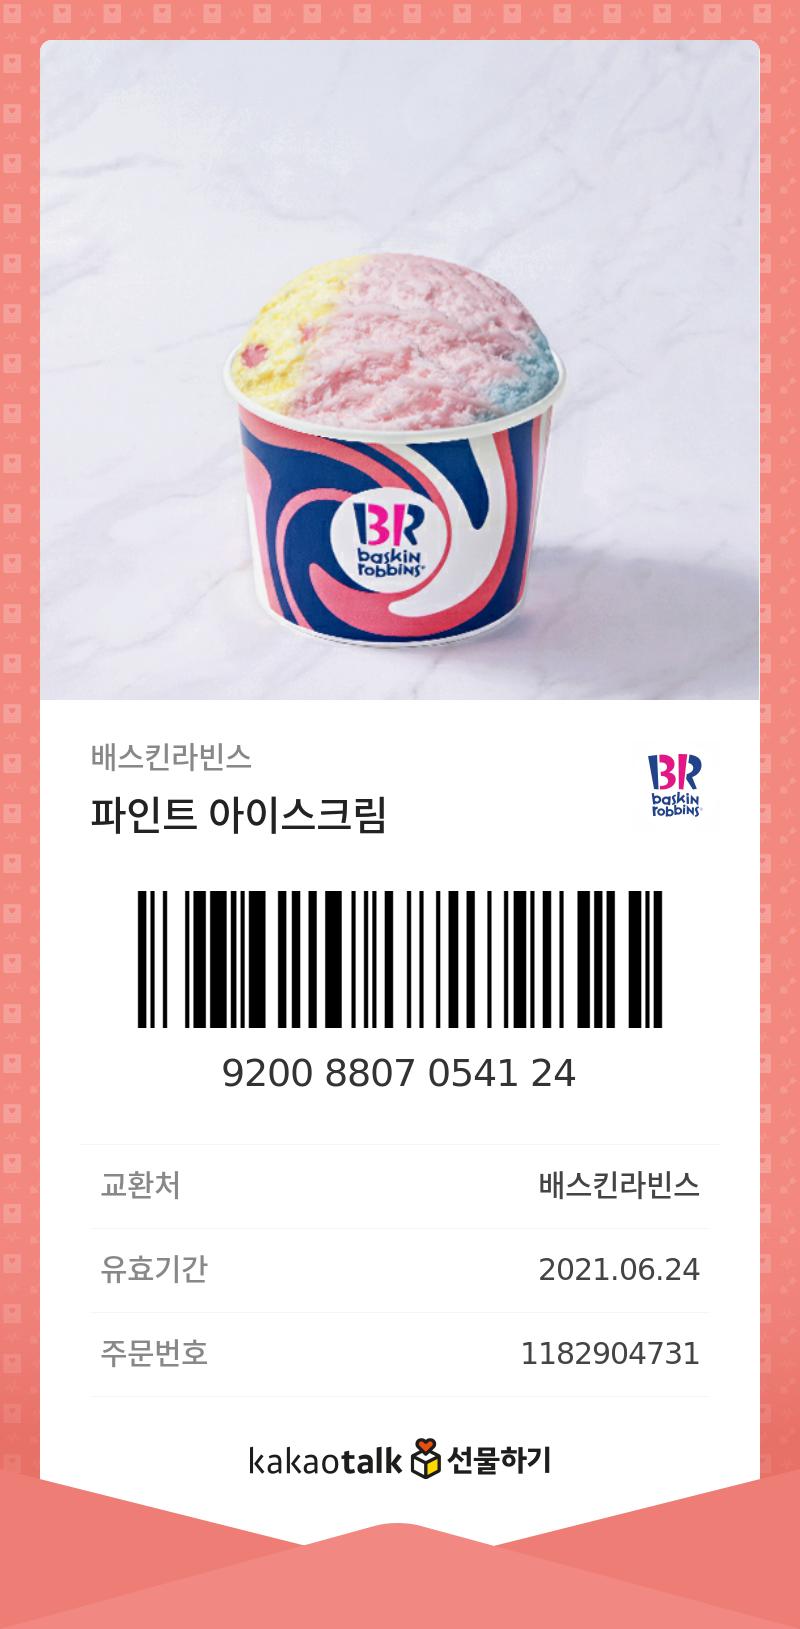 BR
baskin
robbins
배스킨라빈스
파인트 아이스크림
BR
baskin
robbins
9200 8807 0541 24
교환처 배스킨라빈스
유효기간 2021.06.24
주문번호 1182904731
kakaotalk 선물하기